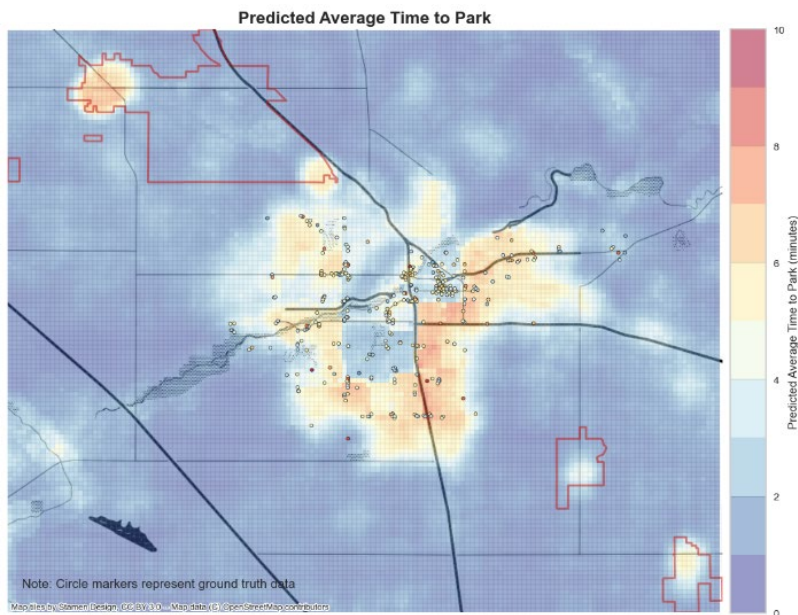 Predicted Average Time to Park
10
8
6
4
2
0
Predicted Average Time to Park (minutes)
Note: Circle markers represent ground truth data
Map tiles by Stamen Design, CC BY 3.0 -- Map data (C) OpenStreetMap contributors